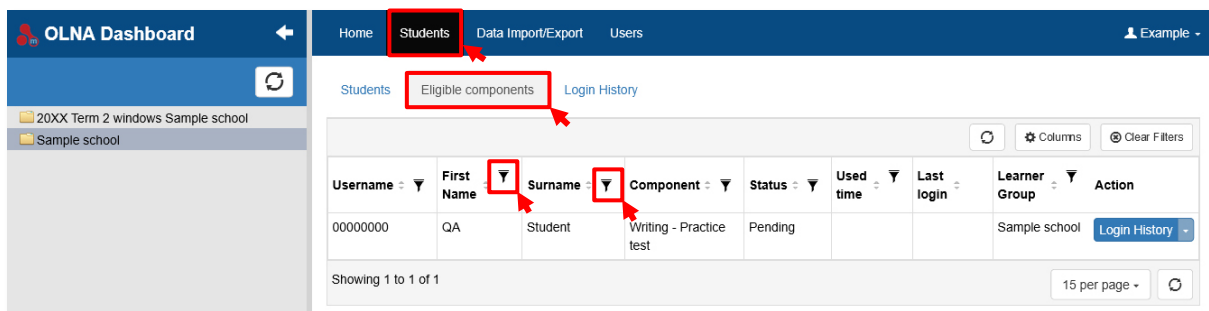 OLNA Dashboard
Home Students Data Import/Export Users Example
Students Eligible components Login History
20XX Term 2 windows Sample school
Sample school
Columns Clear Filters
Username First Name Surname Component Status Used time Last login Learner Group Action
00000000 QA Student Writing - Practice test Pending Sample school Login History
Showing 1 to 1 of 1
15 per page